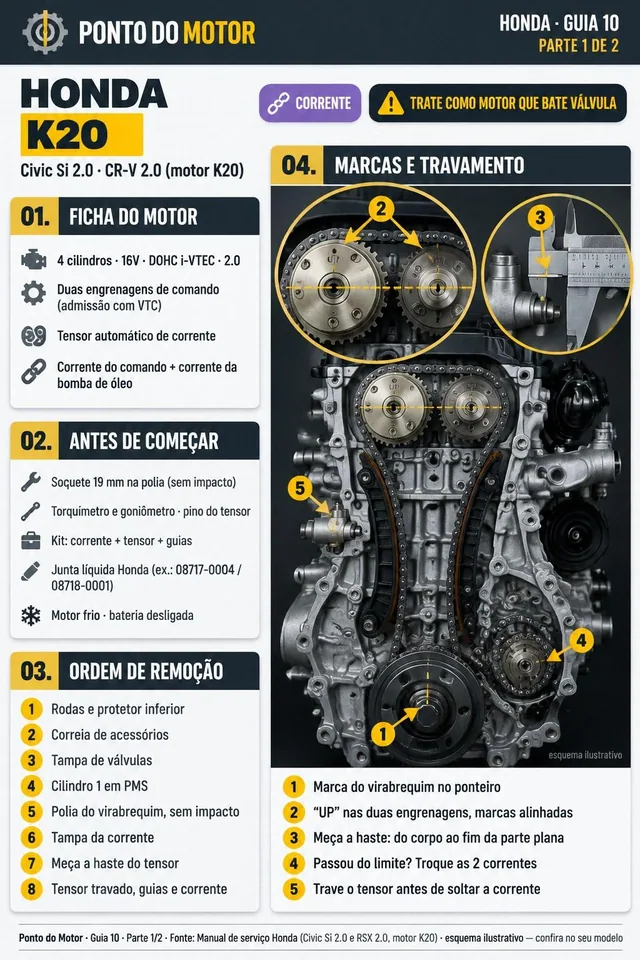 PONTO DO MOTOR
HONDA · GUIA 10
PARTE 1 DE 2
HONDA
K20
Civic Si 2.0 · CR-V 2.0 (motor K20)
CORRENTE
TRATE COMO MOTOR QUE BATE VÁLVULA
01. FICHA DO MOTOR
4 cilindros · 16V · DOHC i-VTEC · 2.0
Duas engrenagens de comando
(admissão com VTC)
Tensor automático de corrente
Corrente do comando + corrente da
bomba de óleo
02. ANTES DE COMEÇAR
Soquete 19 mm na polia (sem impacto)
Torquímetro e goniômetro · pino do tensor
Kit: corrente + tensor + guias
Junta líquida Honda (ex.: 08717-0004 /
08718-0001)
Motor frio · bateria desligada
03. ORDEM DE REMOÇÃO
1 Rodas e protetor inferior
2 Correia de acessórios
3 Tampa de válvulas
4 Cilindro 1 em PMS
5 Polia do virabrequim, sem impacto
6 Tampa da corrente
7 Meça a haste do tensor
8 Tensor travado, guias e corrente
04. MARCAS E TRAVAMENTO
2
3
UP
UP
UP
5
4
1
esquema ilustrativo
1 Marca do virabrequim no ponteiro
2 “UP” nas duas engrenagens, marcas alinhadas
3 Meça a haste: do corpo ao fim da parte plana
4 Passou do limite? Troque as 2 correntes
5 Trave o tensor antes de soltar a corrente
Ponto do Motor · Guia 10 · Parte 1/2 · Fonte: Manual de serviço Honda (Civic Si 2.0 e RSX 2.0, motor K20) · esquema ilustrativo — confira no seu modelo